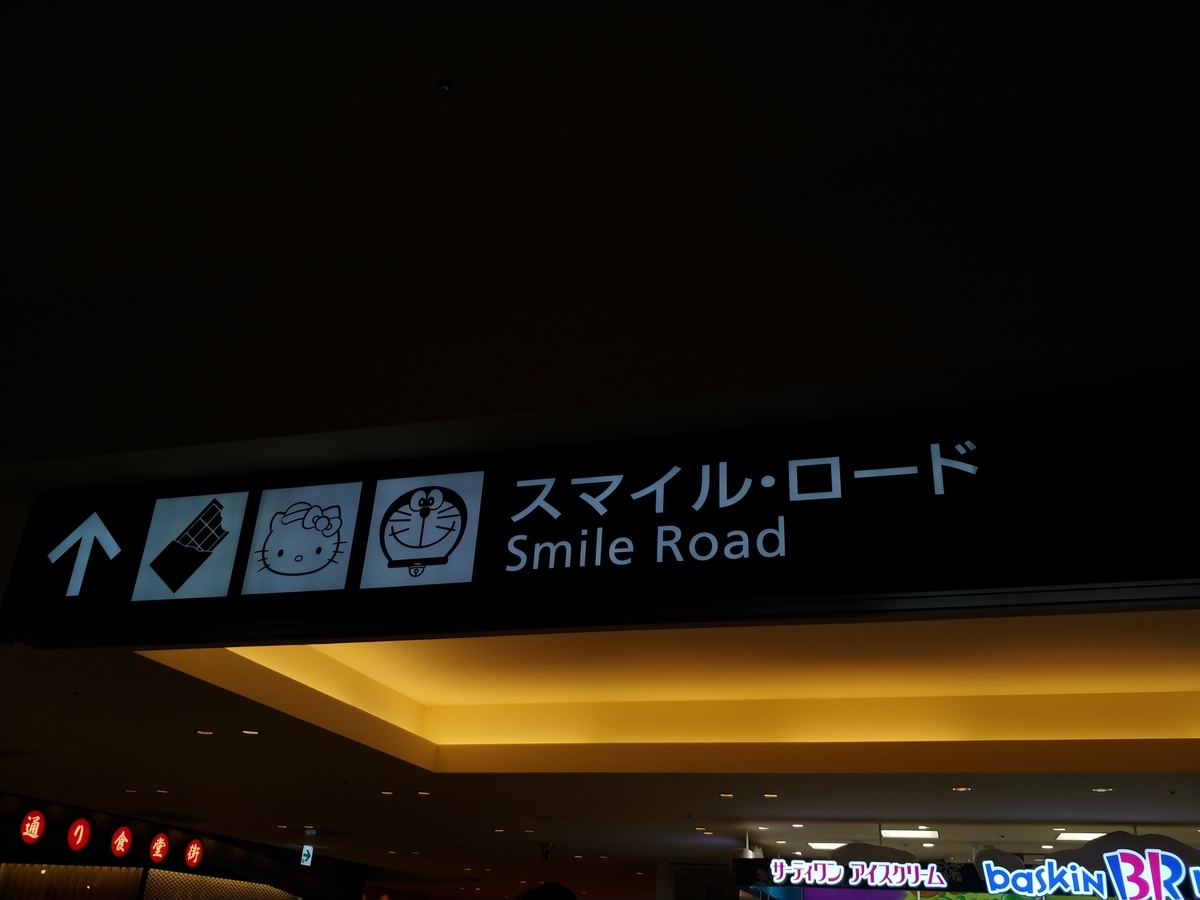 スマイル・ロード
Smile Road
通り食堂街
サーティワン アイスクリーム
baskin BR